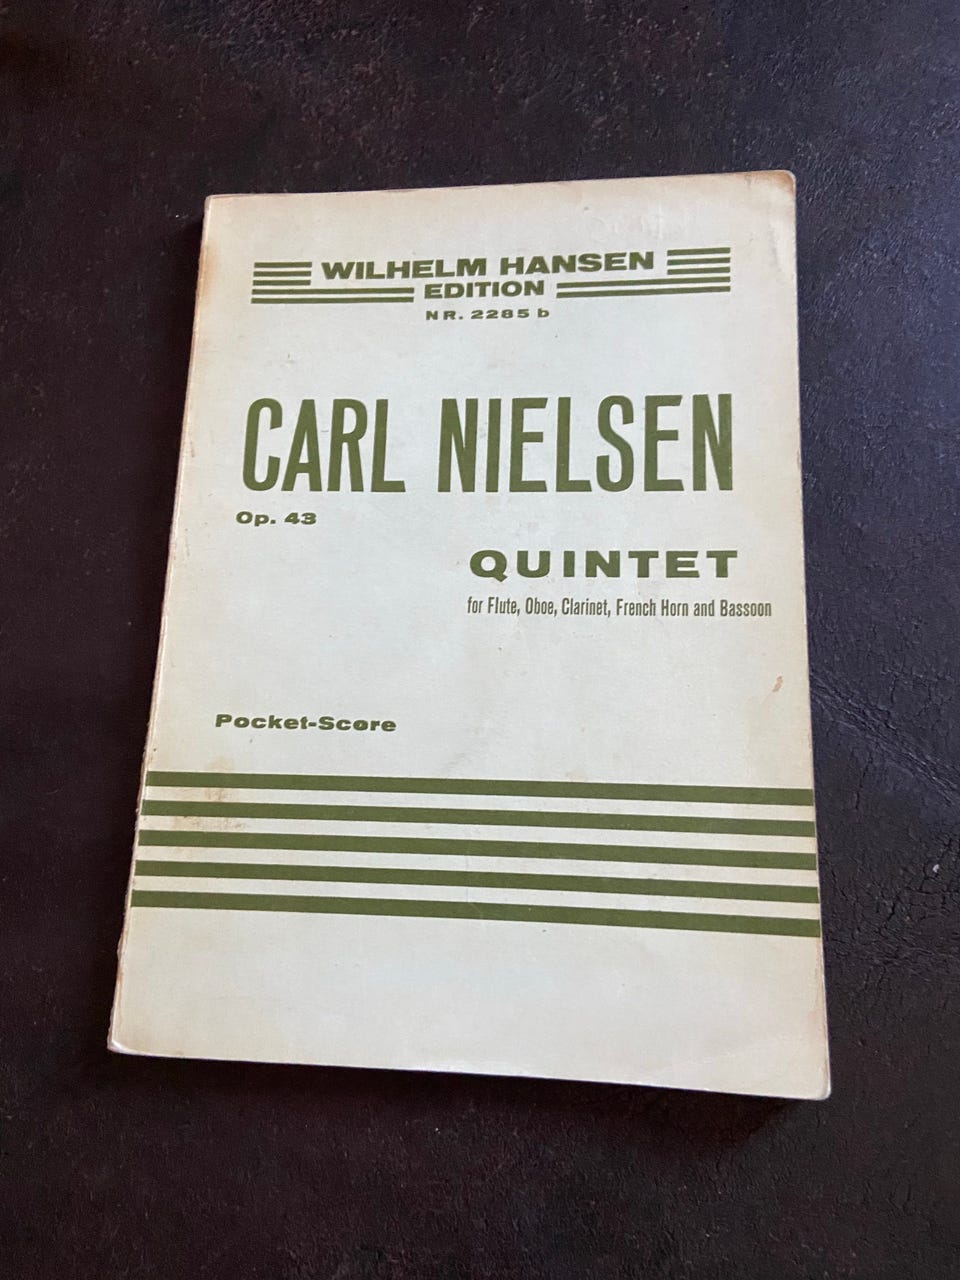 WILHELM HANSEN
EDITION
NR. 2285 b
CARL NIELSEN
Op. 43
QUINTET
for Flute, Oboe, Clarinet, French Horn and Bassoon
Pocket-Score